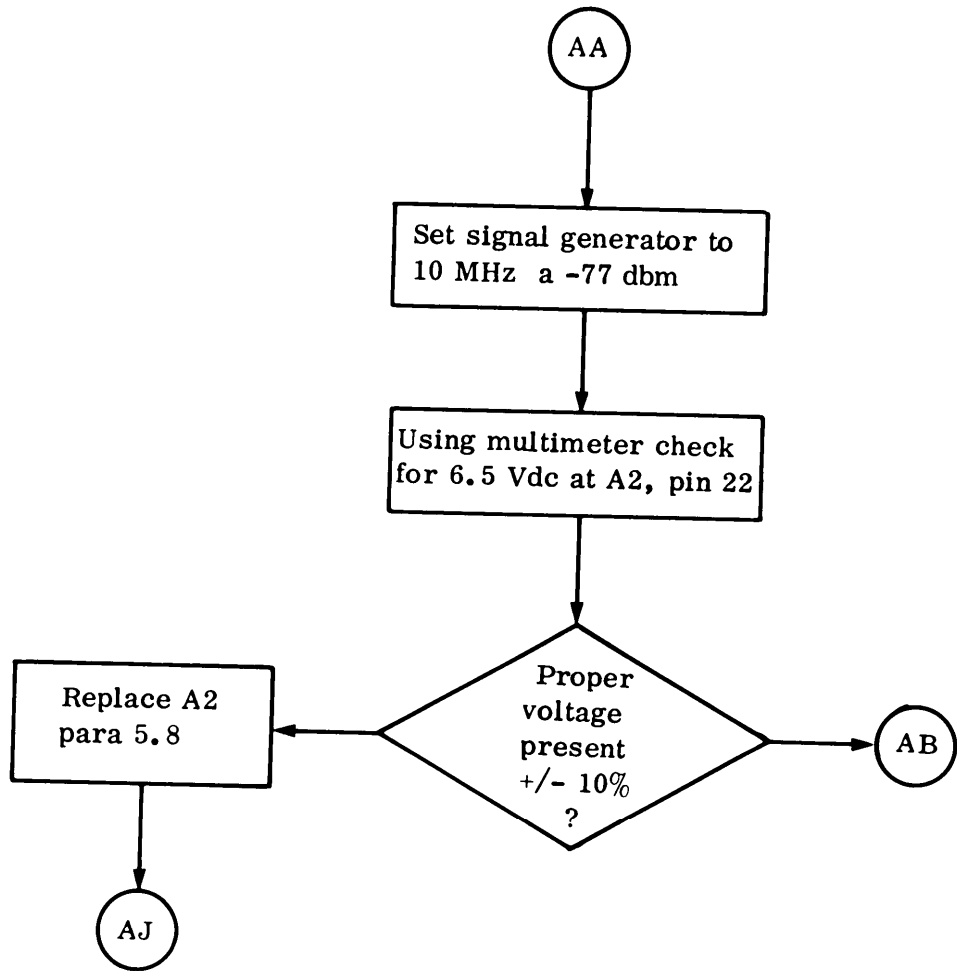 AA
Set signal generator to
10 MHz a -77 dbm
Using multimeter check
for 6.5 Vdc at A2, pin 22
Proper
voltage
present
+/- 10%
?
Replace A2
para 5.8
AB
AJ